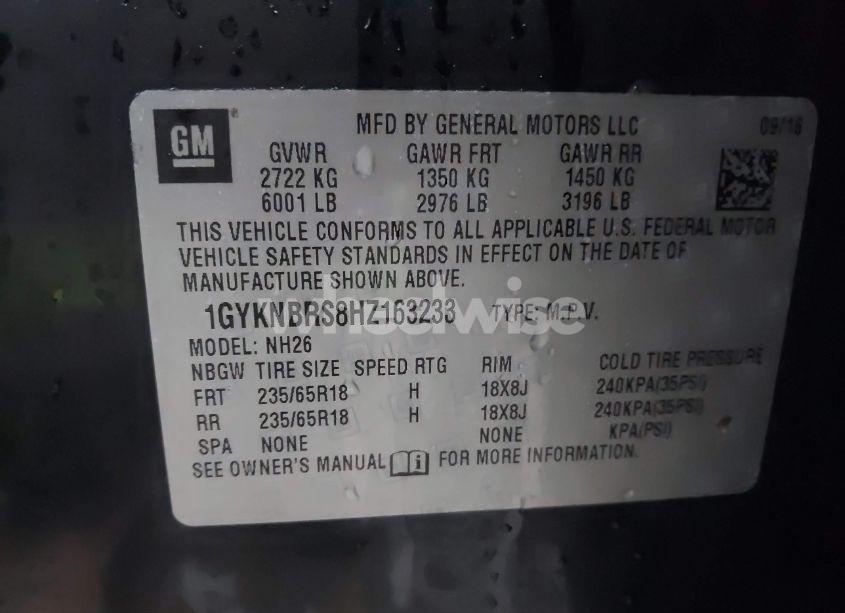 GM
MFD BY GENERAL MOTORS LLC 09/16
GVWR GAWR FRT GAWR RR
2722 KG 1350 KG 1450 KG
6001 LB 2976 LB 3196 LB
THIS VEHICLE CONFORMS TO ALL APPLICABLE U.S. FEDERAL MOTOR
VEHICLE SAFETY STANDARDS IN EFFECT ON THE DATE OF
MANUFACTURE SHOWN ABOVE.
1GYKNBRS8HZ163233 TYPE: M.P.V.
wheelwise
MODEL: NH26
NBGW TIRE SIZE SPEED RTG RIM COLD TIRE PRESSURE
FRT 235/65R18 H 18X8J 240KPA(35PSI)
RR 235/65R18 H 18X8J 240KPA(35PSI)
SPA NONE NONE KPA(PSI)
SEE OWNER'S MANUAL FOR MORE INFORMATION.